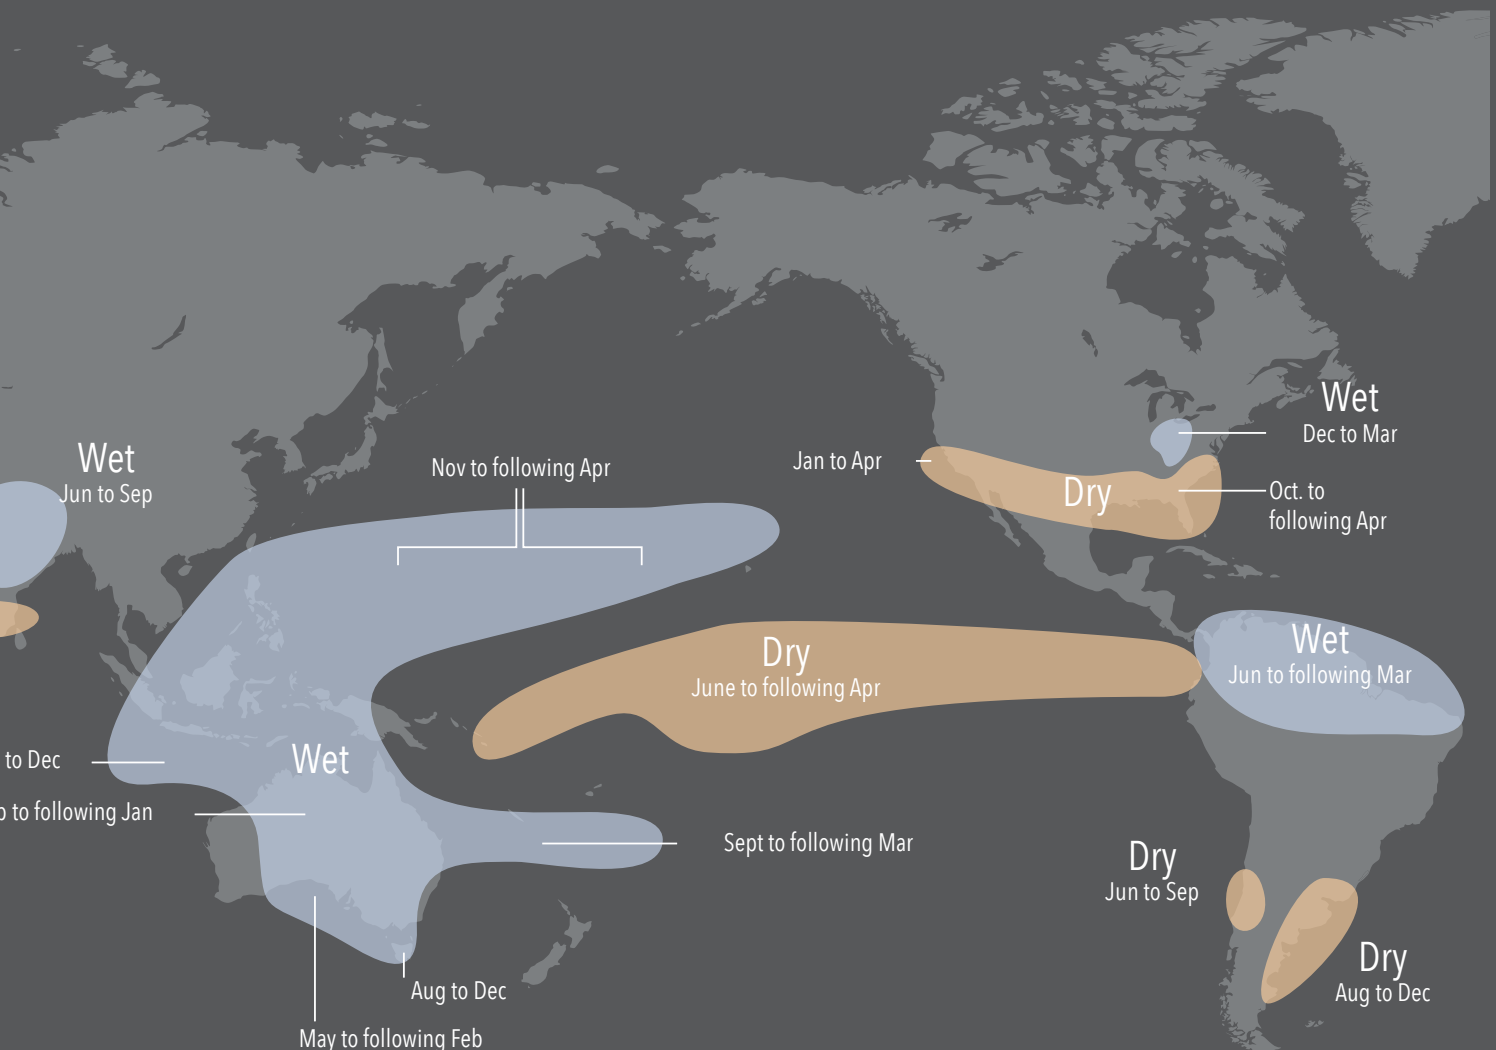 Wet
Dec to Mar
Wet
Jun to Sep
Nov to following Apr
Jan to Apr
Dry
Oct. to
following Apr
Dry
June to following Apr
Wet
Jun to following Mar
Wet
to Dec
to following Jan
Sept to following Mar
Dry
Jun to Sep
Dry
Aug to Dec
Aug to Dec
May to following Feb